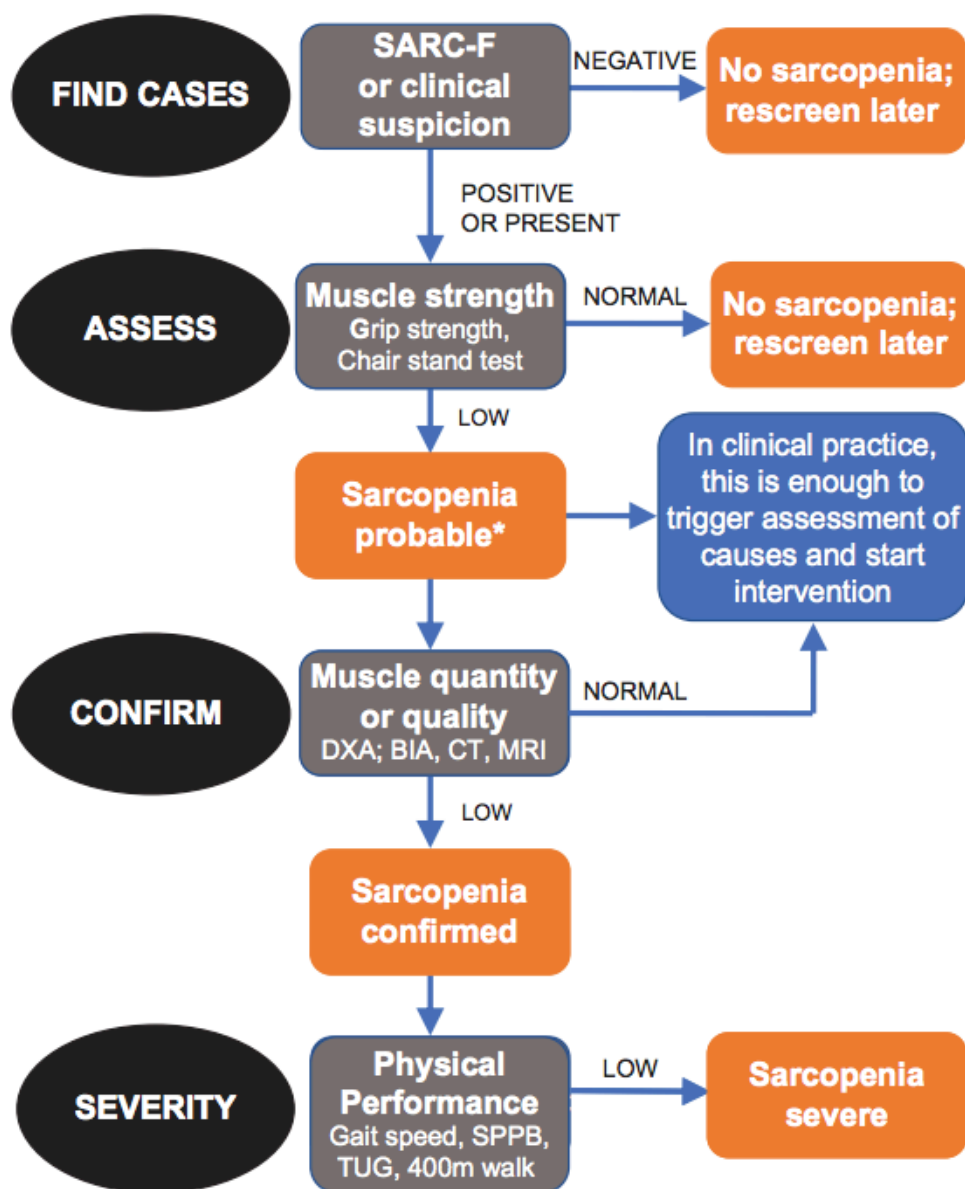 FIND CASES
SARC-F
or clinical
suspicion
NEGATIVE
No sarcopenia;
rescreen later
POSITIVE
OR PRESENT
ASSESS
Muscle strength
Grip strength,
Chair stand test
NORMAL
No sarcopenia;
rescreen later
LOW
Sarcopenia
probable*
In clinical practice,
this is enough to
trigger assessment of
causes and start
intervention
CONFIRM
Muscle quantity
or quality
DXA; BIA, CT, MRI
NORMAL
LOW
Sarcopenia
confirmed
SEVERITY
Physical
Performance
Gait speed, SPPB,
TUG, 400m walk
LOW
Sarcopenia
severe